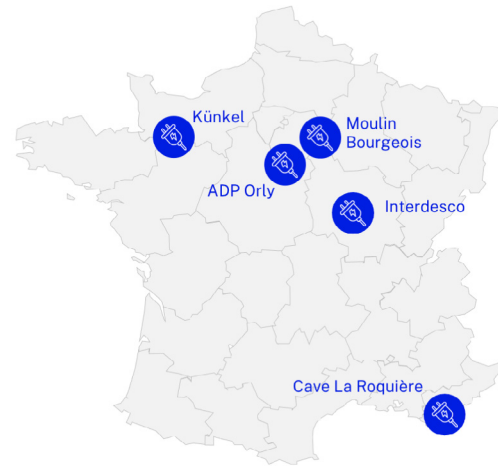 Künkel
Moulin
Bourgeois
ADP Orly
Interdesco
Cave La Roquière